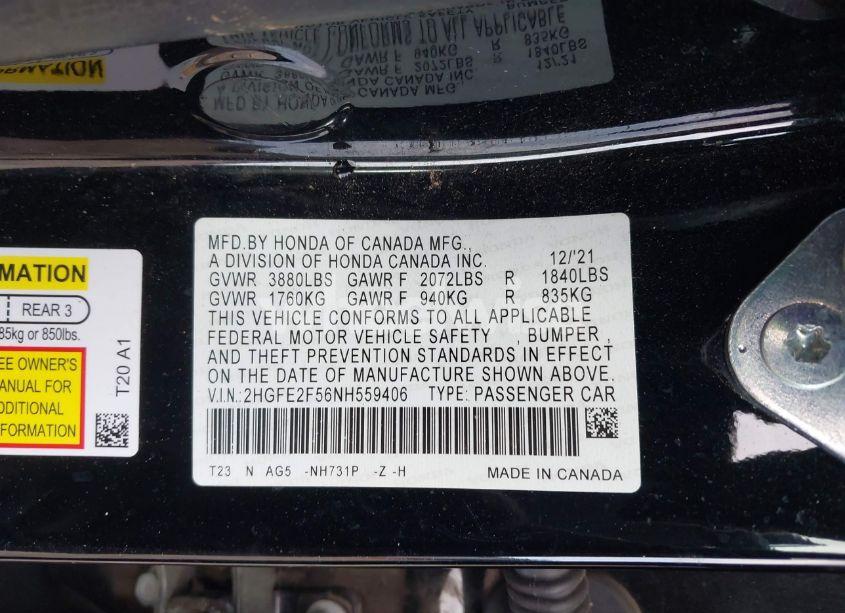 MFD.BY HONDA OF CANADA MFG.,
A DIVISION OF HONDA CANADA INC. 12/'21
GVWR 3880LBS GAWR F 2072LBS R 1840LBS
GVWR 1760KG GAWR F 940KG R 835KG
THIS VEHICLE CONFORMS TO ALL APPLICABLE
FEDERAL MOTOR VEHICLE SAFETY , BUMPER ,
AND THEFT PREVENTION STANDARDS IN EFFECT
ON THE DATE OF MANUFACTURE SHOWN ABOVE.
V.I.N.:2HGFE2F56NH559406 TYPE: PASSENGER CAR
T23 N AG5 -NH731P -Z -H MADE IN CANADA
MATION
REAR 3
85kg or 850lbs.
EE OWNER'S
ANUAL FOR
DDITIONAL
FORMATION
T20 A1